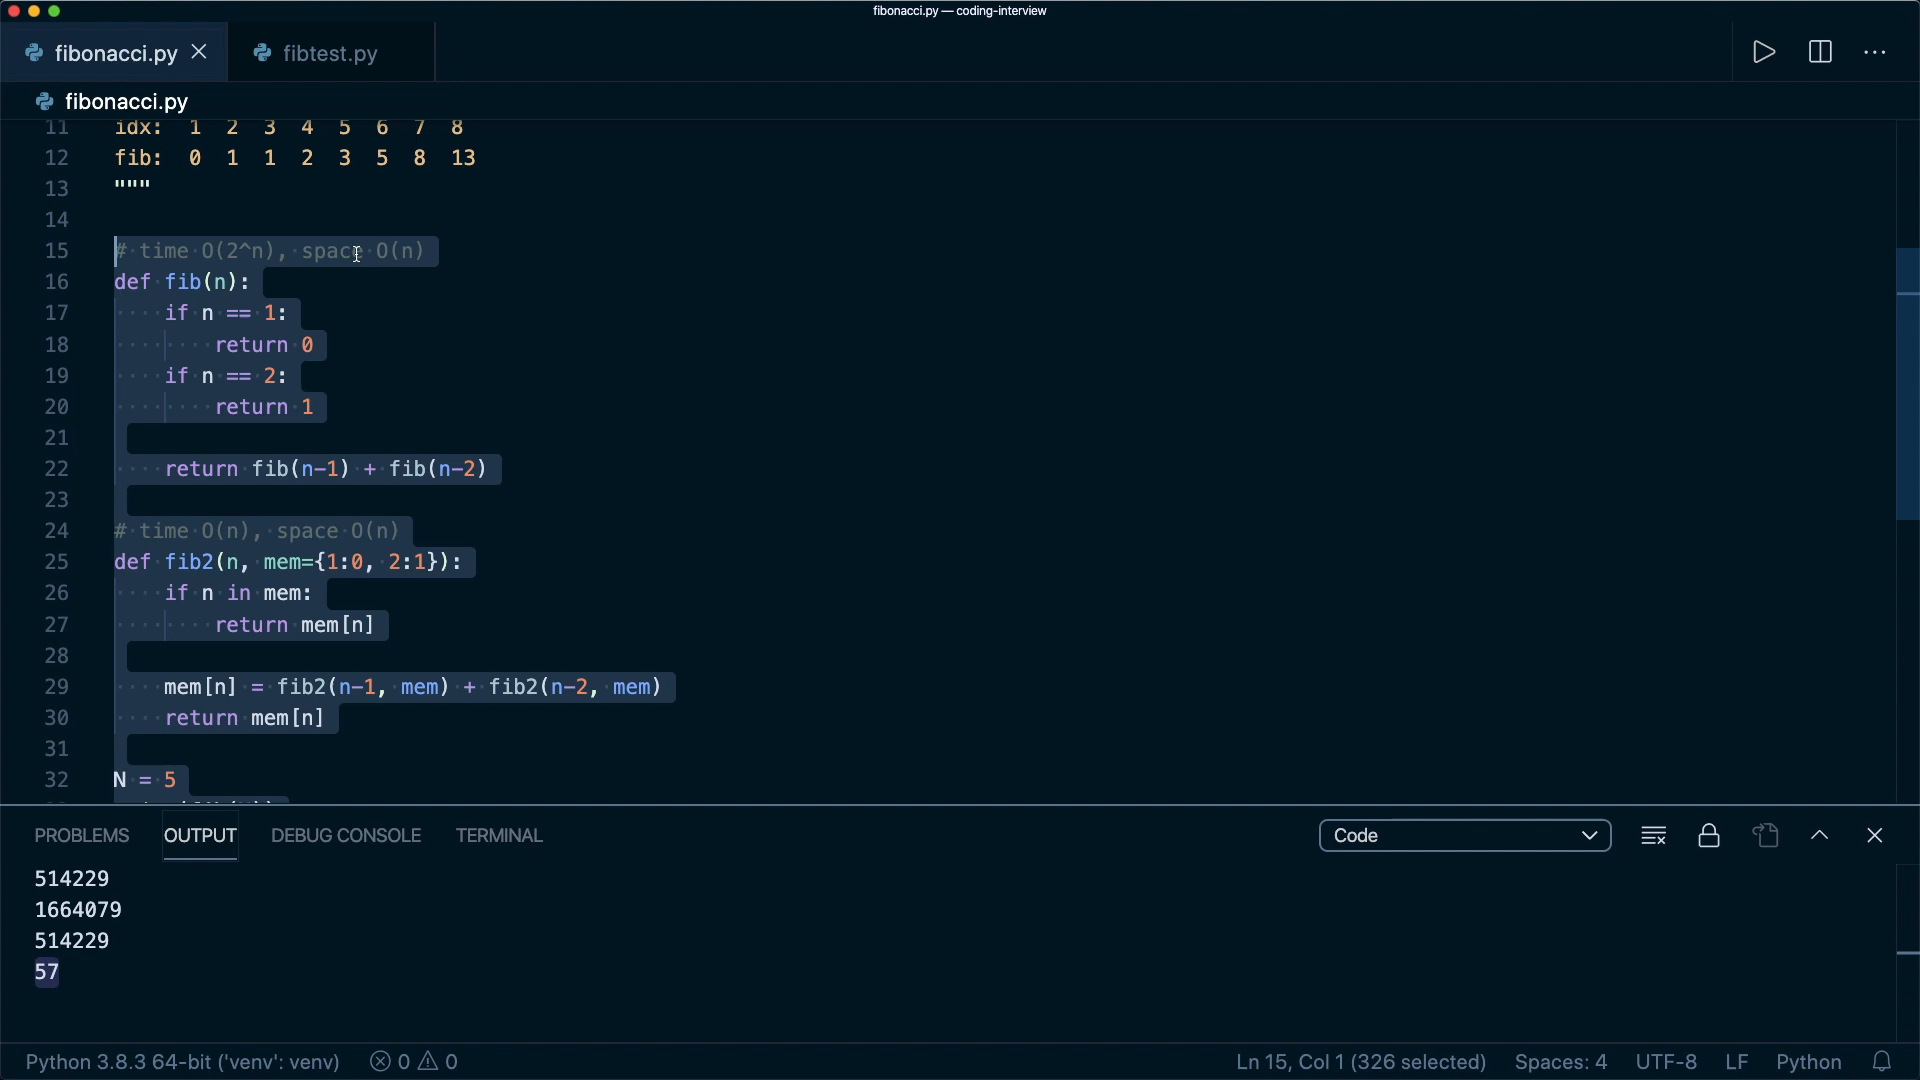 fibonacci.py — coding-interview
fibonacci.py
fibtest.py
fibonacci.py
11 idx: 1 2 3 4 5 6 7 8
12 fib: 0 1 1 2 3 5 8 13
13 """
14
15 # time O(2^n), space O(n)
16 def fib(n):
17 if n == 1:
18 return 0
19 if n == 2:
20 return 1
21
22 return fib(n-1) + fib(n-2)
23
24 # time O(n), space O(n)
25 def fib2(n, mem={1:0, 2:1}):
26 if n in mem:
27 return mem[n]
28
29 mem[n] = fib2(n-1, mem) + fib2(n-2, mem)
30 return mem[n]
31
32 N = 5
PROBLEMS OUTPUT DEBUG CONSOLE TERMINAL Code
514229
1664079
514229
57
Python 3.8.3 64-bit ('venv': venv) 0 0 Ln 15, Col 1 (326 selected) Spaces: 4 UTF-8 LF Python